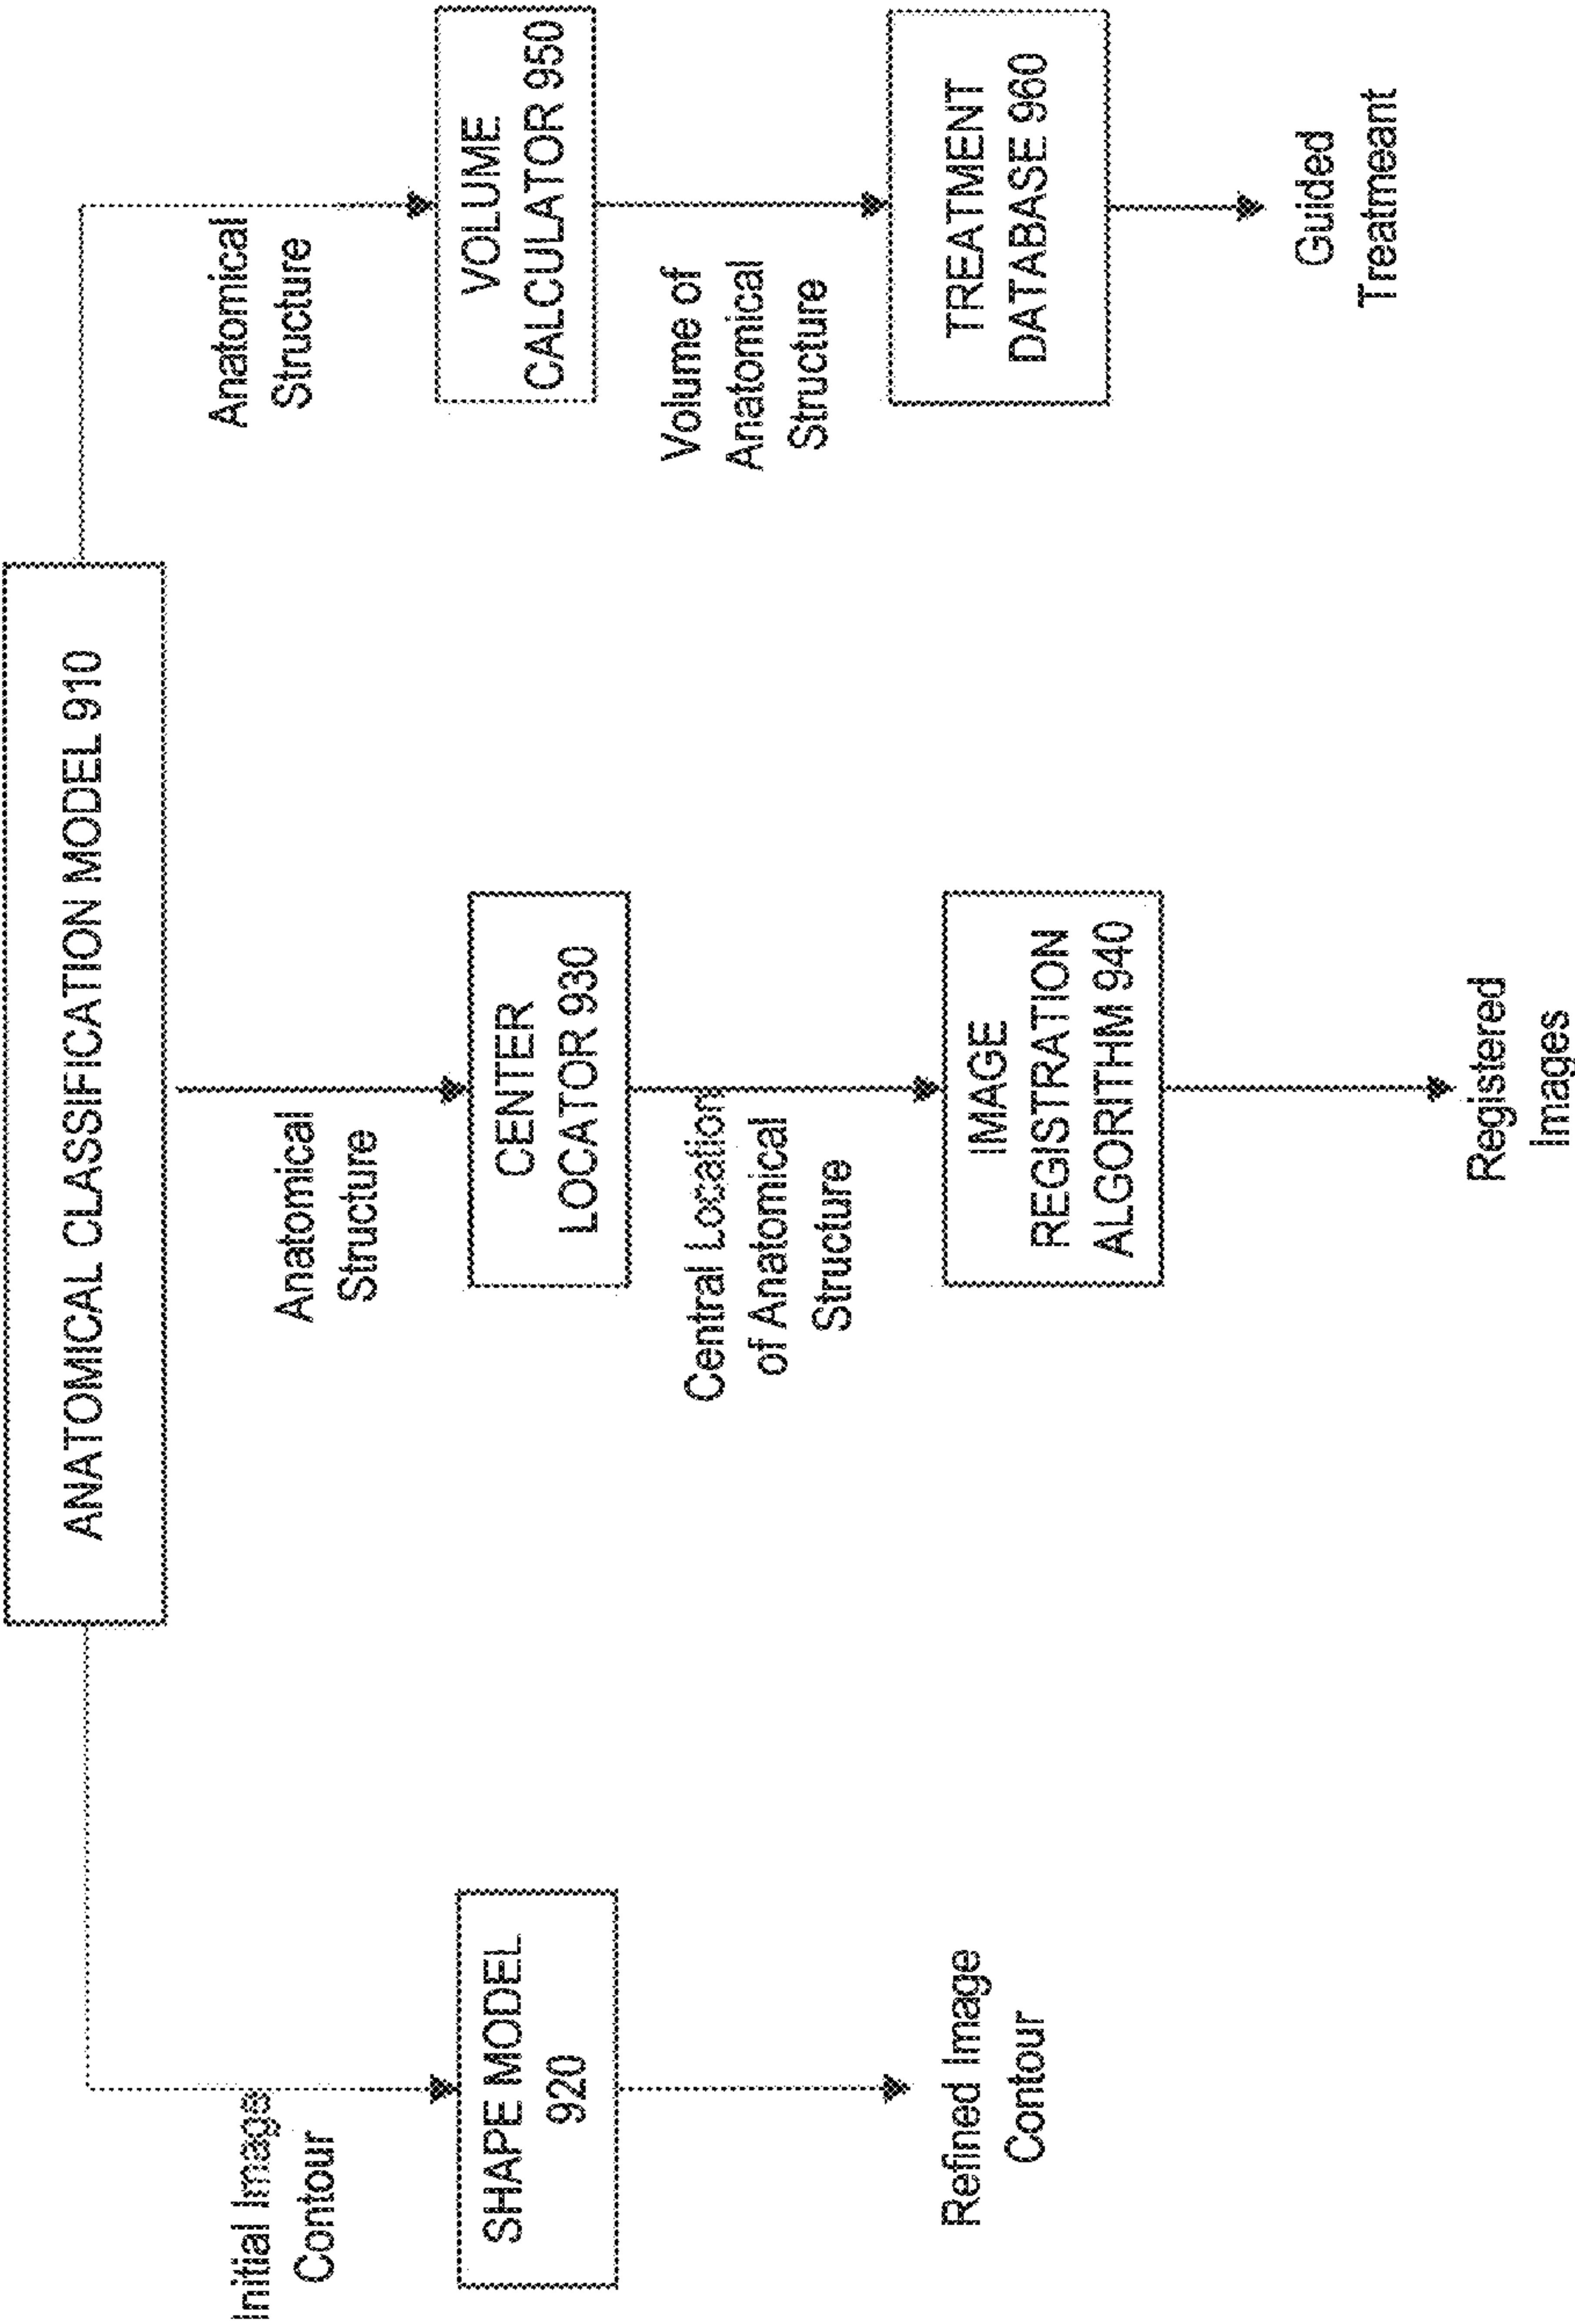 ANATOMICAL CLASSIFICATION MODEL 910
Initial Image
Contour
SHAPE MODEL
920
Refined Image
Contour
Anatomical
Structure
CENTER
LOCATOR 930
Central Location
of Anatomical
Structure
IMAGE
REGISTRATION
ALGORITHM 940
Registered
Images
Anatomical
Structure
VOLUME
CALCULATOR 950
Volume of
Anatomical
Structure
TREATMENT
DATABASE 960
Guided
Treatmeant